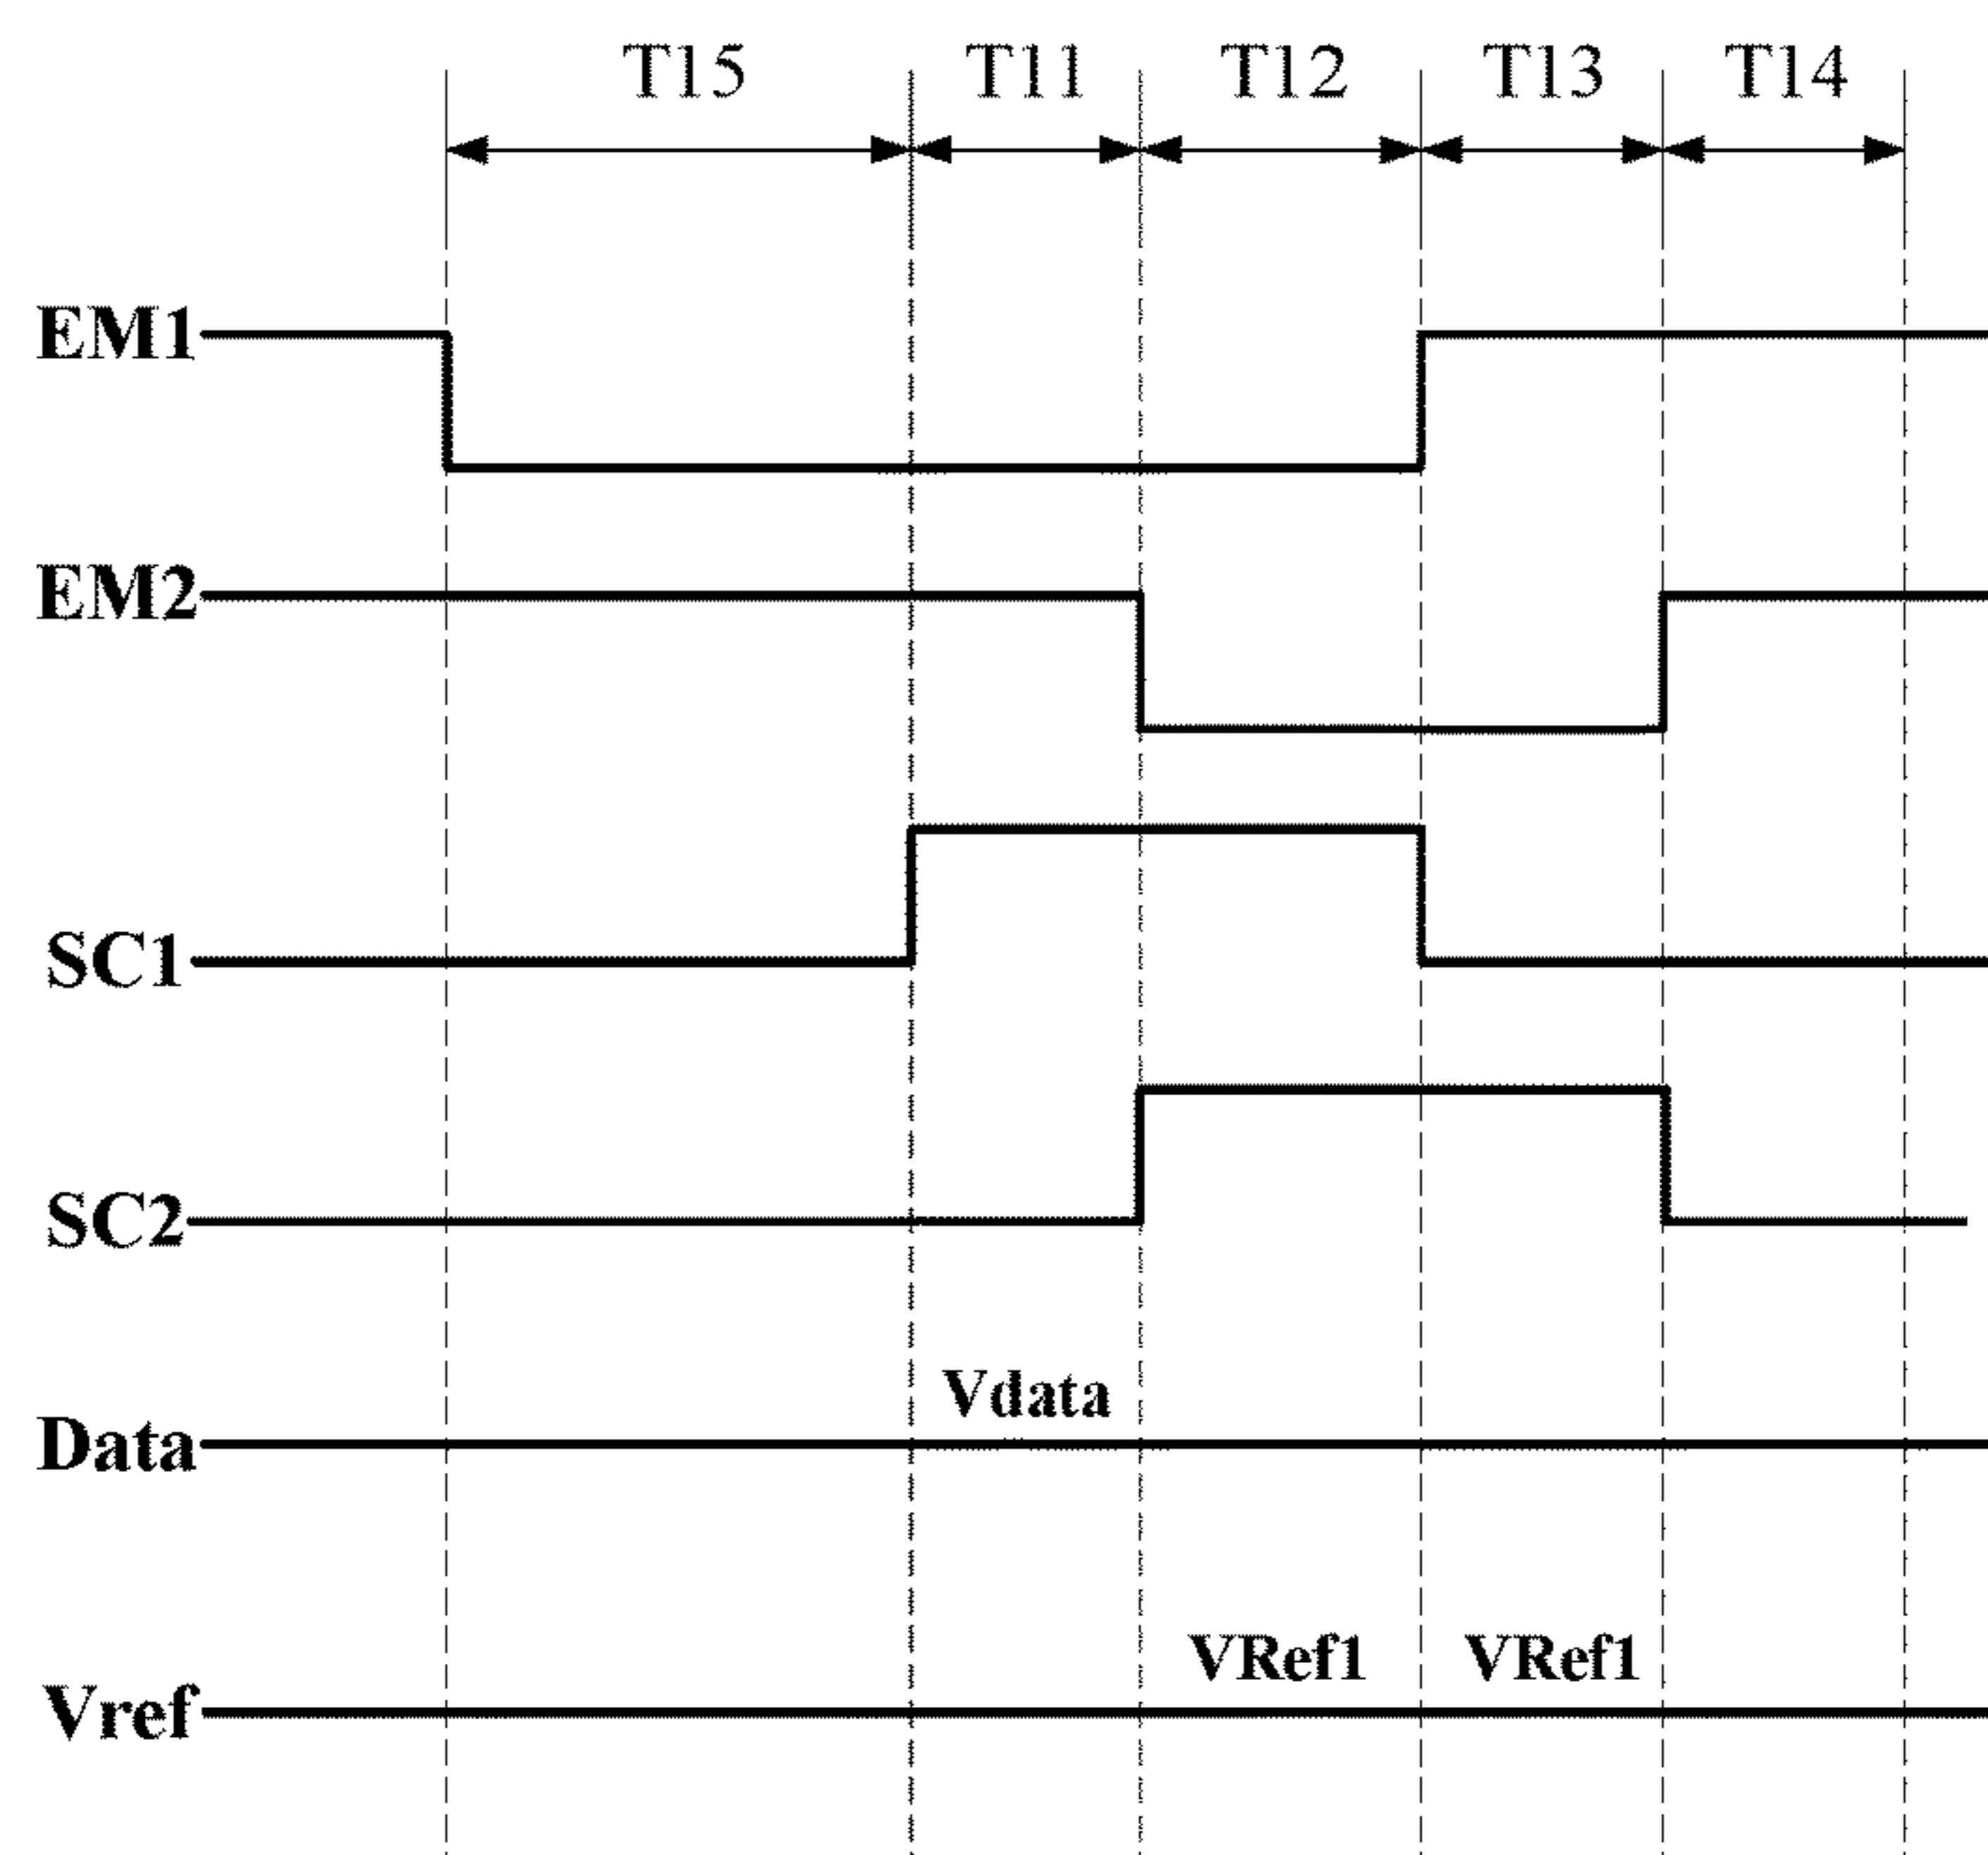 T15 T11 T12 T13 T14
EM1
EM2
SC1
SC2
Vdata
Data
VRef1 VRef1
Vref